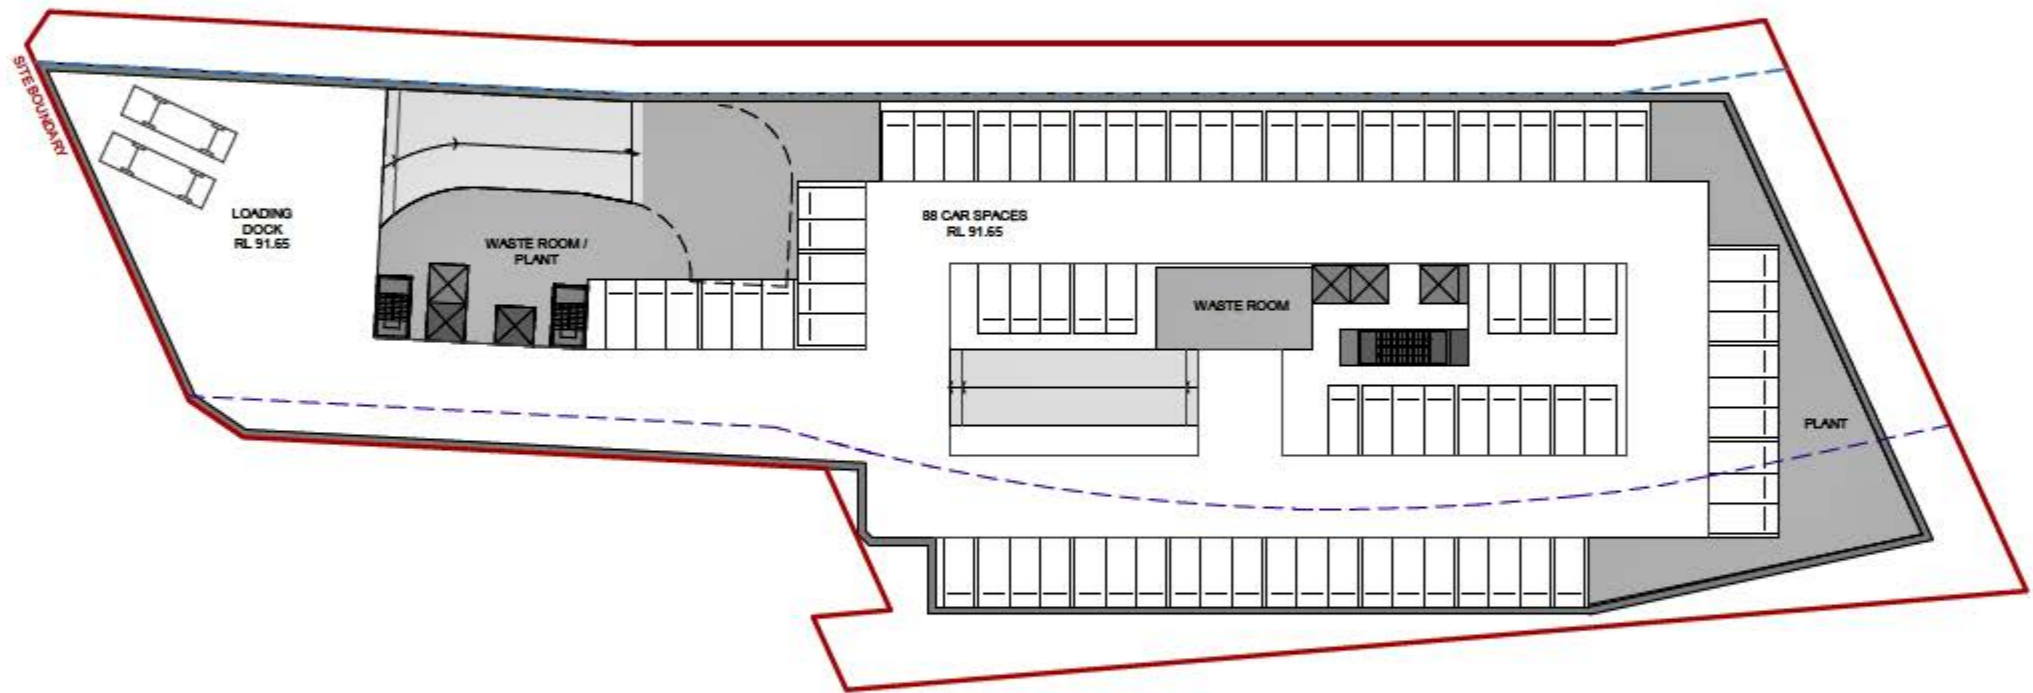 SITE BOUNDARY
LOADING
DOCK
RL 91.65
WASTE ROOM /
PLANT
88 CAR SPACES
RL 91.65
WASTE ROOM
PLANT